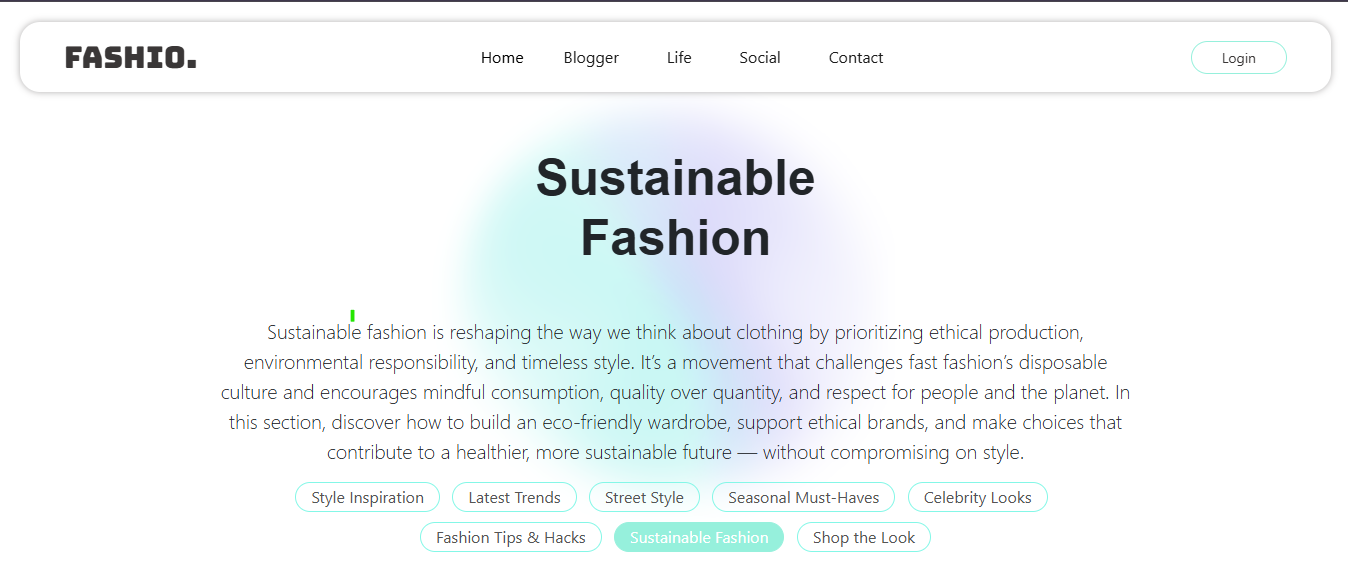 FASHIO.
Home Blogger Life Social Contact
Login
Sustainable
Fashion
Sustainable fashion is reshaping the way we think about clothing by prioritizing ethical production,
environmental responsibility, and timeless style. It’s a movement that challenges fast fashion’s disposable
culture and encourages mindful consumption, quality over quantity, and respect for people and the planet. In
this section, discover how to build an eco-friendly wardrobe, support ethical brands, and make choices that
contribute to a healthier, more sustainable future — without compromising on style.
Style Inspiration Latest Trends Street Style Seasonal Must-Haves Celebrity Looks
Fashion Tips & Hacks Sustainable Fashion Shop the Look